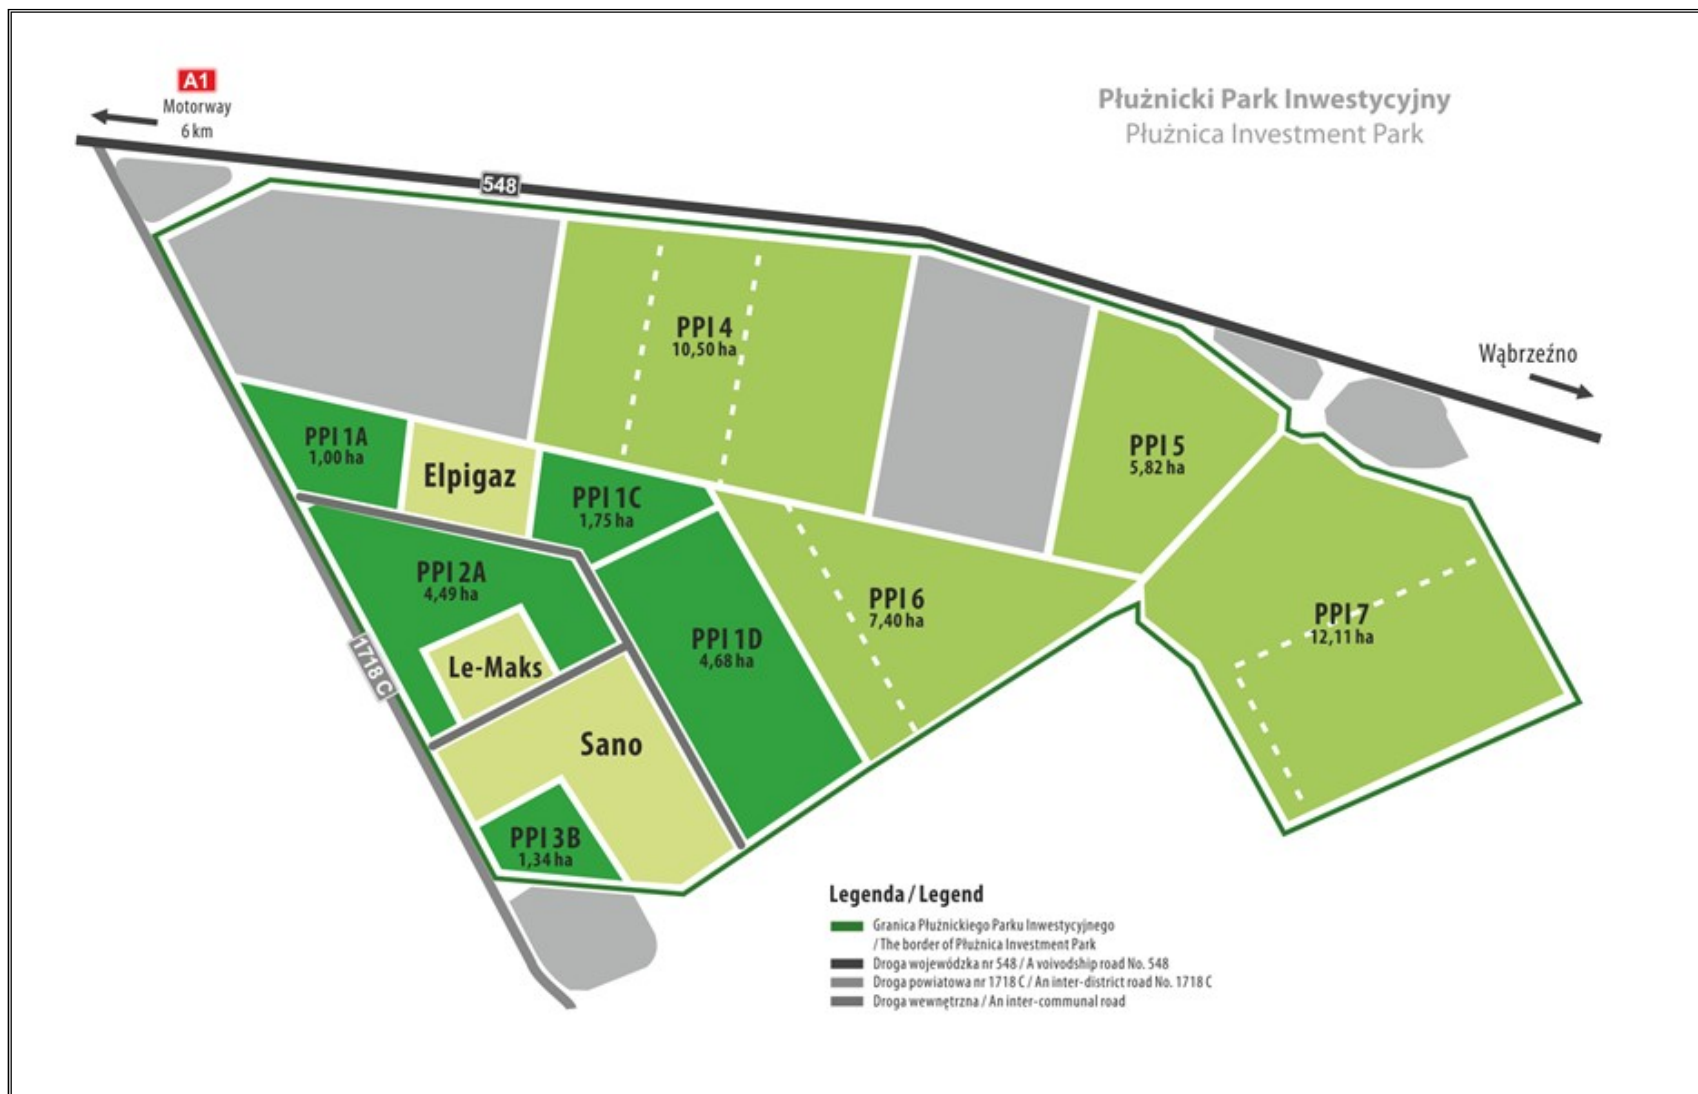 A1
Motorway
6 km
Płużnicki Park Inwestycyjny
Płużnica Investment Park
548
Wąbrzeźno
PPI 4
10,50 ha
PPI 5
5,82 ha
PPI 1A
1,00 ha
Elpigaz
PPI 1C
1,75 ha
PPI 2A
4,49 ha
PPI 6
7,40 ha
PPI 7
12,11 ha
PPI 1D
4,68 ha
Le-Maks
1718 C
Sano
PPI 3B
1,34 ha
Legenda / Legend
Granica Płużnickiego Parku Inwestycyjnego
/ The border of Płużnica Investment Park
Droga wojewódzka nr 548 / A voivodship road No. 548
Droga powiatowa nr 1718 C / An inter-district road No. 1718 C
Droga wewnętrzna / An inter-communal road